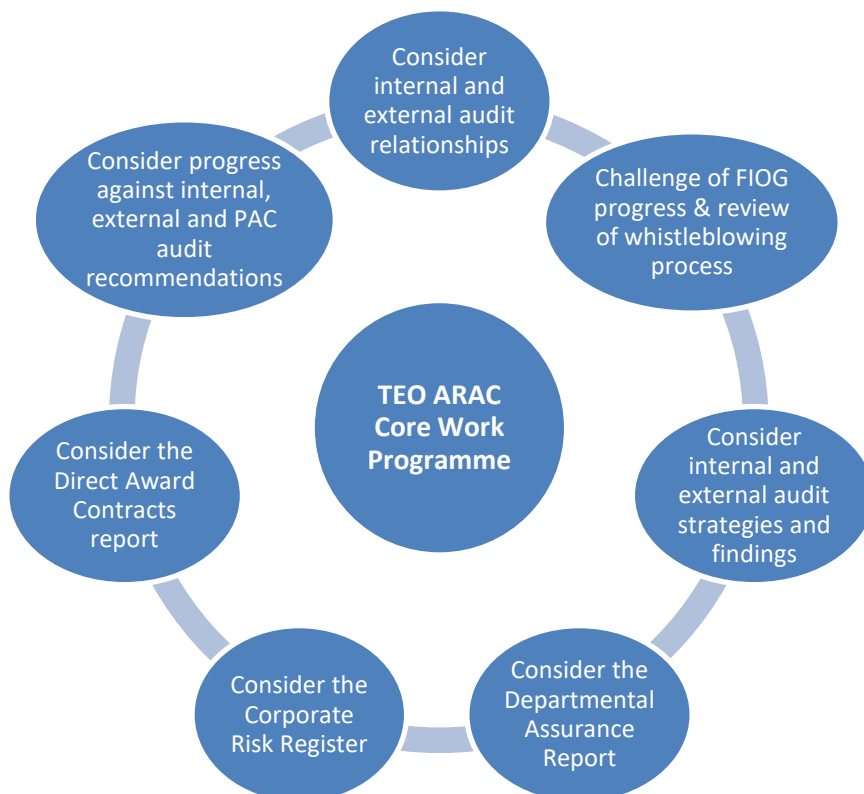 Consider
internal and
external audit
relationships
Challenge of FIOG
progress & review
of whistleblowing
process
Consider
internal and
external audit
strategies and
findings
Consider the
Departmental
Assurance
Report
Consider the
Corporate
Risk Register
Consider the
Direct Award
Contracts
report
Consider progress
against internal,
external and PAC
audit
recommendations
TEO ARAC
Core Work
Programme